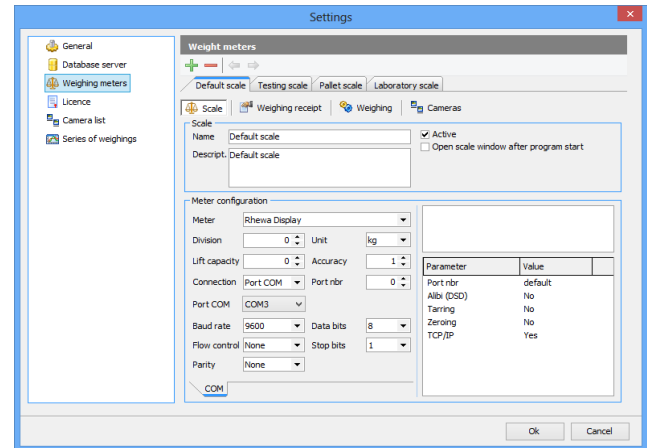 Settings
General
Database server
Weighing meters
Licence
Camera list
Series of weighings
Weight meters
Default scale Testing scale Pallet scale Laboratory scale
Scale Weighing receipt Weighing Cameras
Scale
Name Default scale Active
Open scale window after program start
Descript. Default scale
Meter configuration
Meter Rhewa Display
Division 0 Unit kg
Lift capacity 0 Accuracy 1
Connection Port COM Port nbr 0
Port COM COM3
Baud rate 9600 Data bits 8
Flow control None Stop bits 1
Parity None
COM
Parameter Value
Port nbr default
Alibi (DSD) No
Tarring No
Zeroing No
TCP/IP Yes
Ok Cancel